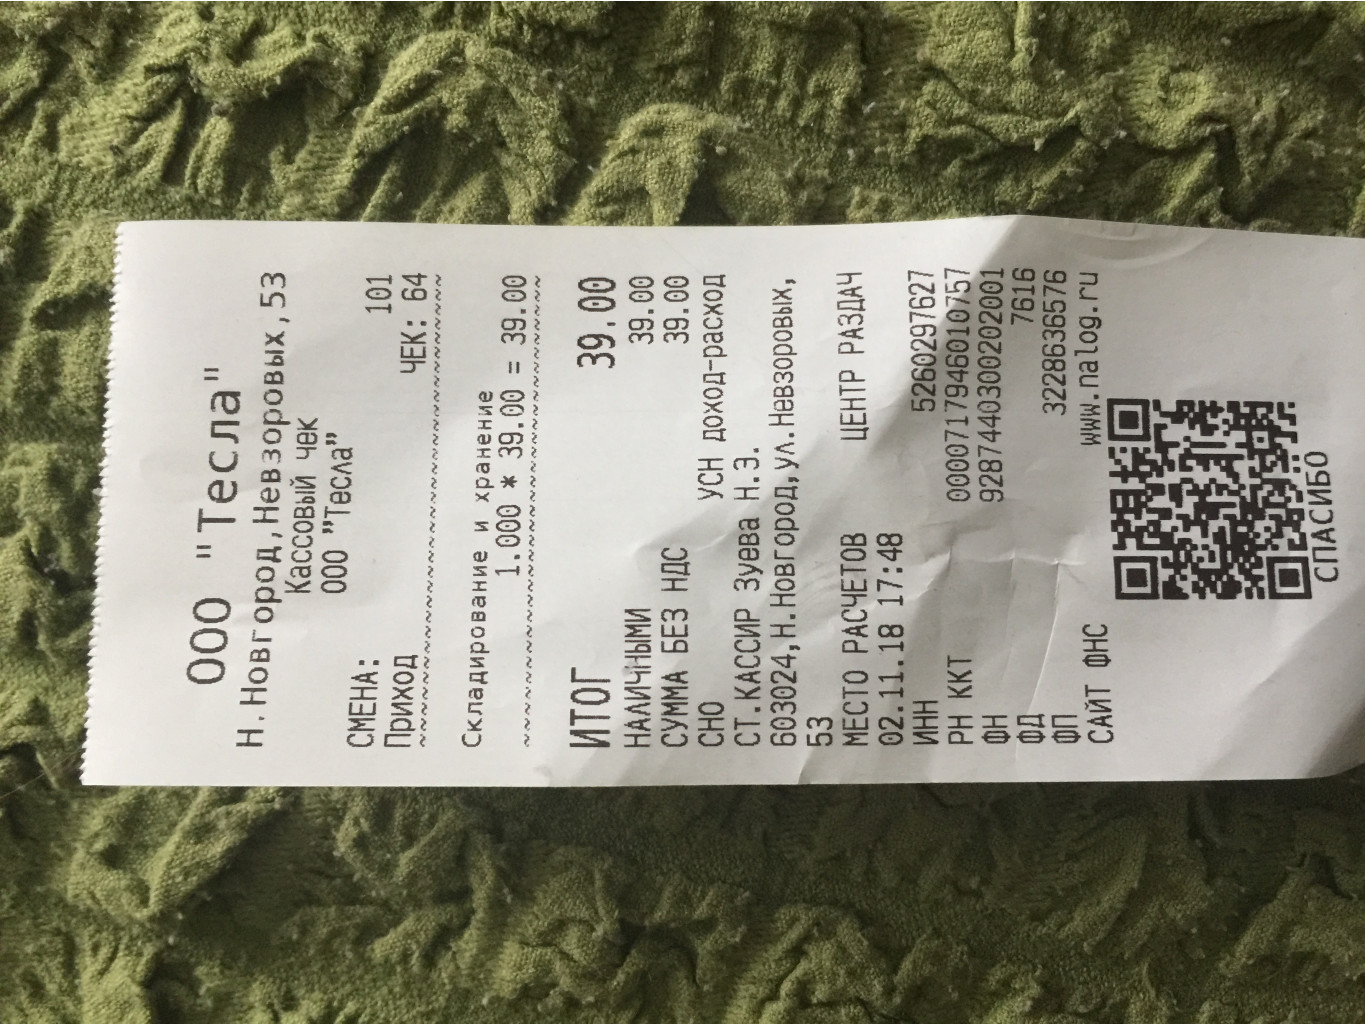 ООО "Тесла"
Н.Новгород,Невзоровых,53
Кассовый чек
ООО "Тесла"
СМЕНА: 101
Приход ЧЕК: 64
~~~~~~~~~~~~~~~~~~~~~~~~~~~~~~~~
Складирование и хранение
1.000 * 39.00 = 39.00
~~~~~~~~~~~~~~~~~~~~~~~~~~~~~~~~
ИТОГ 39.00
НАЛИЧНЫМИ 39.00
СУММА БЕЗ НДС 39.00
СНО УСН доход-расход
СТ.КАССИР Зуева Н.Э.
603024,Н.Новгород,ул.Невзоровых,
53
МЕСТО РАСЧЕТОВ ЦЕНТР РАЗДАЧ
02.11.18 17:48
ИНН 5260297627
РН ККТ 0000717946010757
ФН 9287440300202001
ФД 7616
ФП 3228636576
САЙТ ФНС www.nalog.ru
СПАСИБО